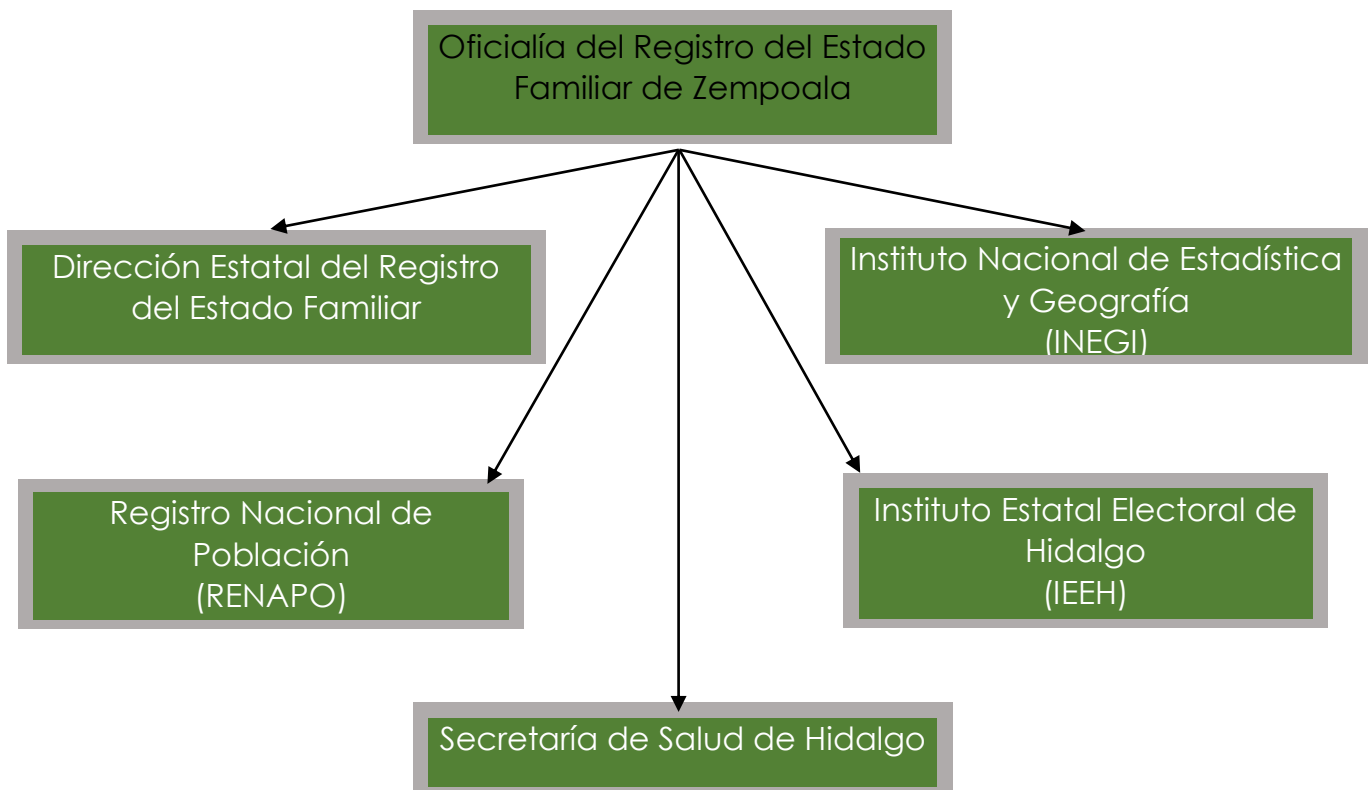 Oficialía del Registro del Estado
Familiar de Zempoala
Dirección Estatal del Registro
del Estado Familiar
Instituto Nacional de Estadística
y Geografía
(INEGI)
Registro Nacional de
Población
(RENAPO)
Instituto Estatal Electoral de
Hidalgo
(IEEH)
Secretaría de Salud de Hidalgo